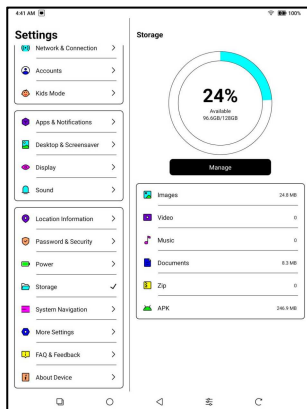 4:41 AM
100%
Settings
Network & Connection
Accounts
Kids Mode
Apps & Notifications
Desktop & Screensaver
Display
Sound
Location Information
Password & Security
Power
Storage
System Navigation
More Settings
FAQ & Feedback
About Device
Storage
24%
Available
96.6GB/128GB
Manage
Images 24.8 MB
Video 0
Music 0
Documents 9.3 MB
Zip 0
APK 246.9 MB